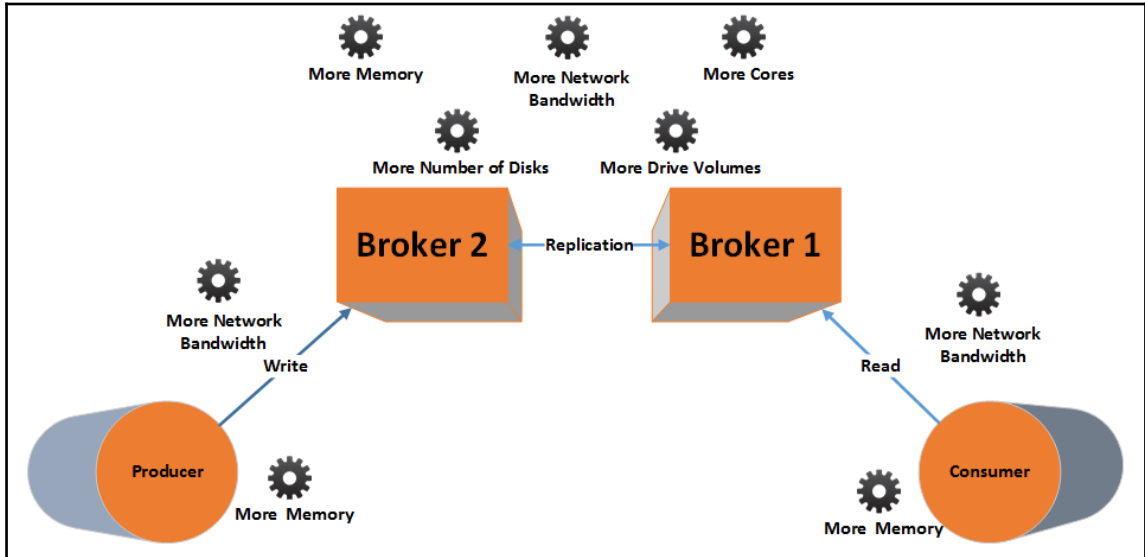 More Memory
More Network
Bandwidth
More Cores
More Number of Disks
More Drive Volumes
Broker 2
Replication
Broker 1
More Network
Bandwidth
Write
More Network
Bandwidth
Read
Producer
More Memory
Consumer
More Memory